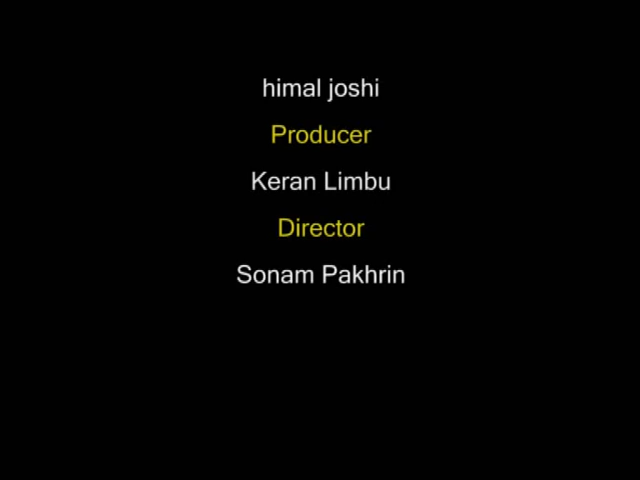 himal joshi
Producer
Keran Limbu
Director
Sonam Pakhrin